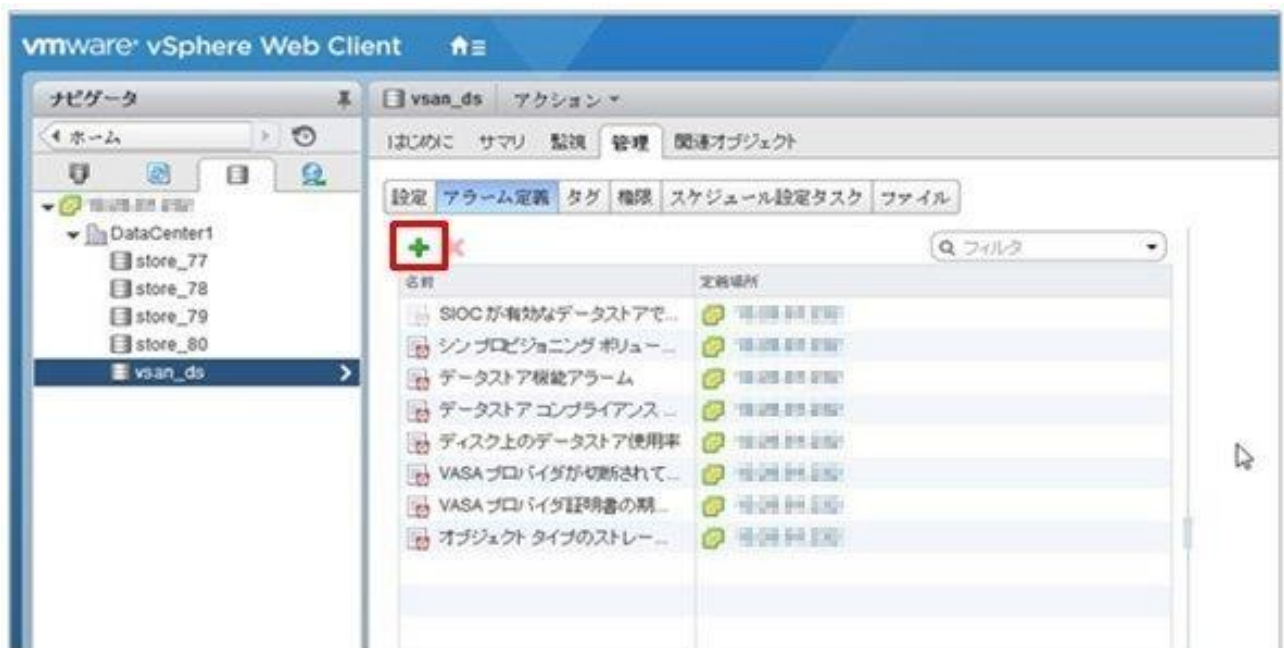 vmware® vSphere Web Client
ナビゲータ
ホーム
DataCenter1
store_77
store_78
store_79
store_80
vsan_ds
vsan_ds アクション
はじめに サマリ 監視 管理 関連オブジェクト
設定 アラーム定義 タグ 権限 スケジュール設定タスク ファイル
フィルタ
名前 定義場所
SIOC が有効なデータストアで...
シン プロビジョニング ボリュー...
データストア機能アラーム
データストア コンプライアンス ...
ディスク上のデータストア使用率
VASA プロバイダが切断されて...
VASA プロバイダ証明書の期...
オブジェクト タイプのストレー...